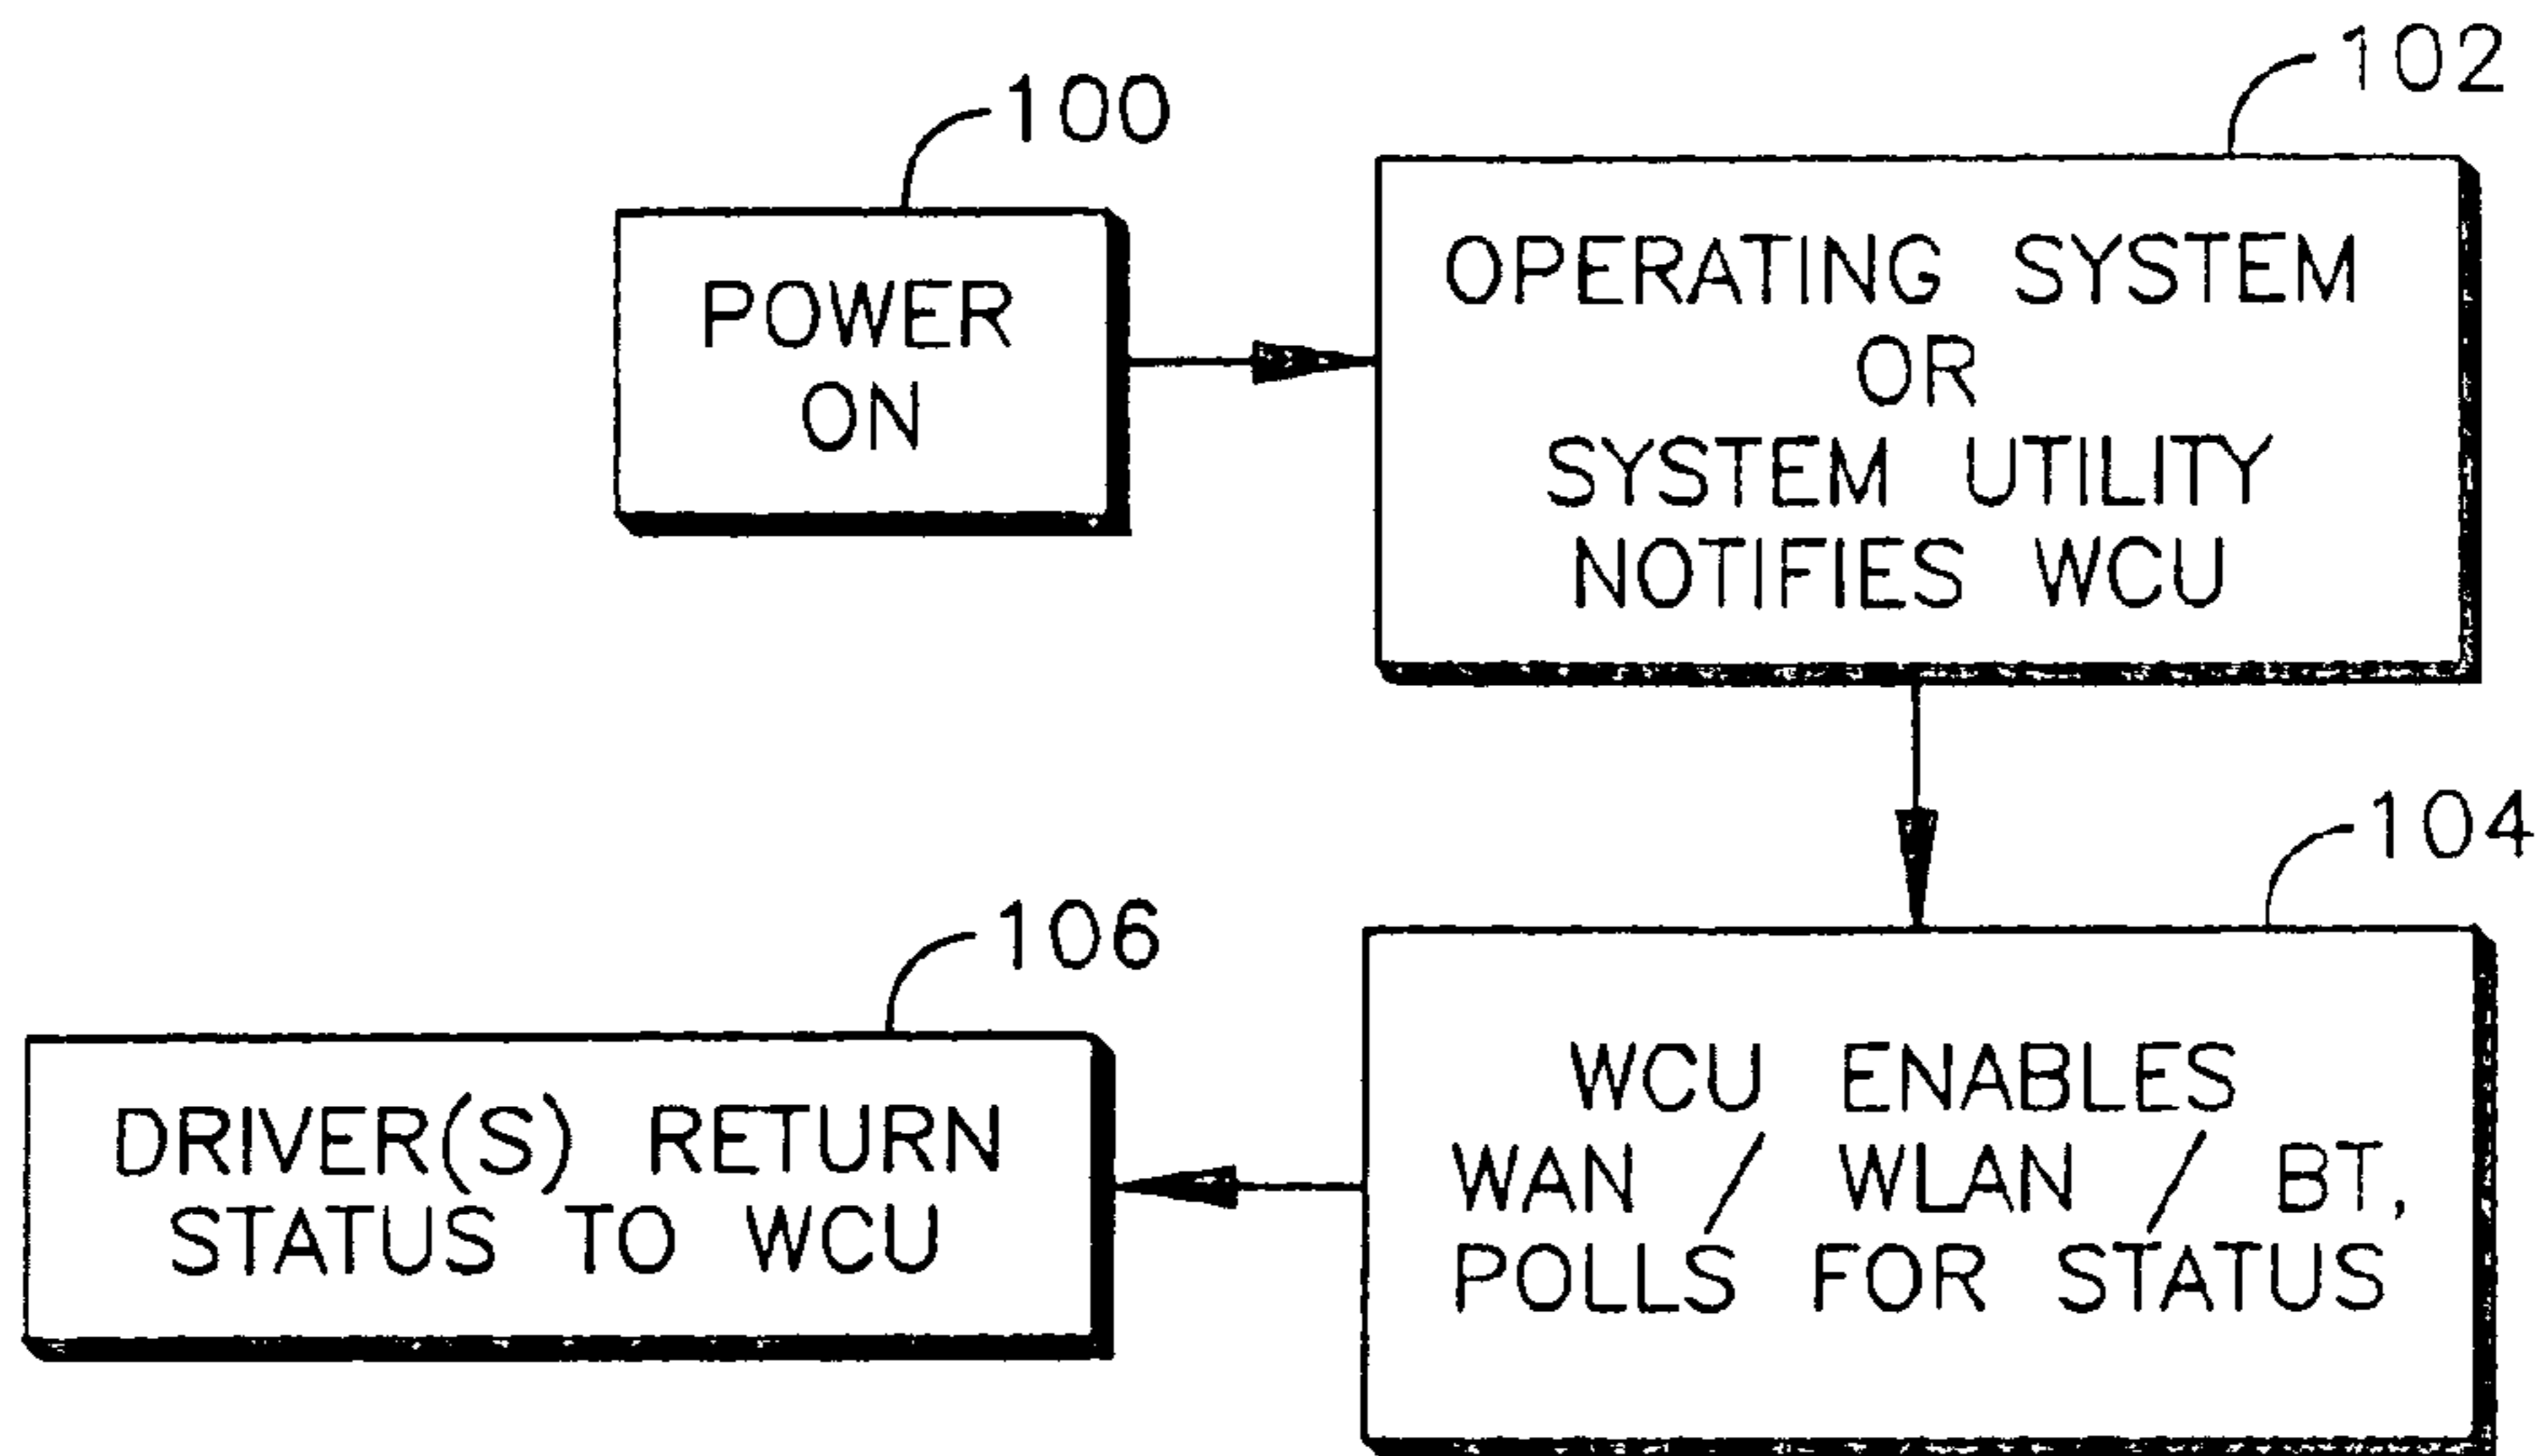 100
POWER
ON
102
OPERATING SYSTEM
OR
SYSTEM UTILITY
NOTIFIES WCU
104
WCU ENABLES
WAN / WLAN / BT,
POLLS FOR STATUS
106
DRIVER(S) RETURN
STATUS TO WCU